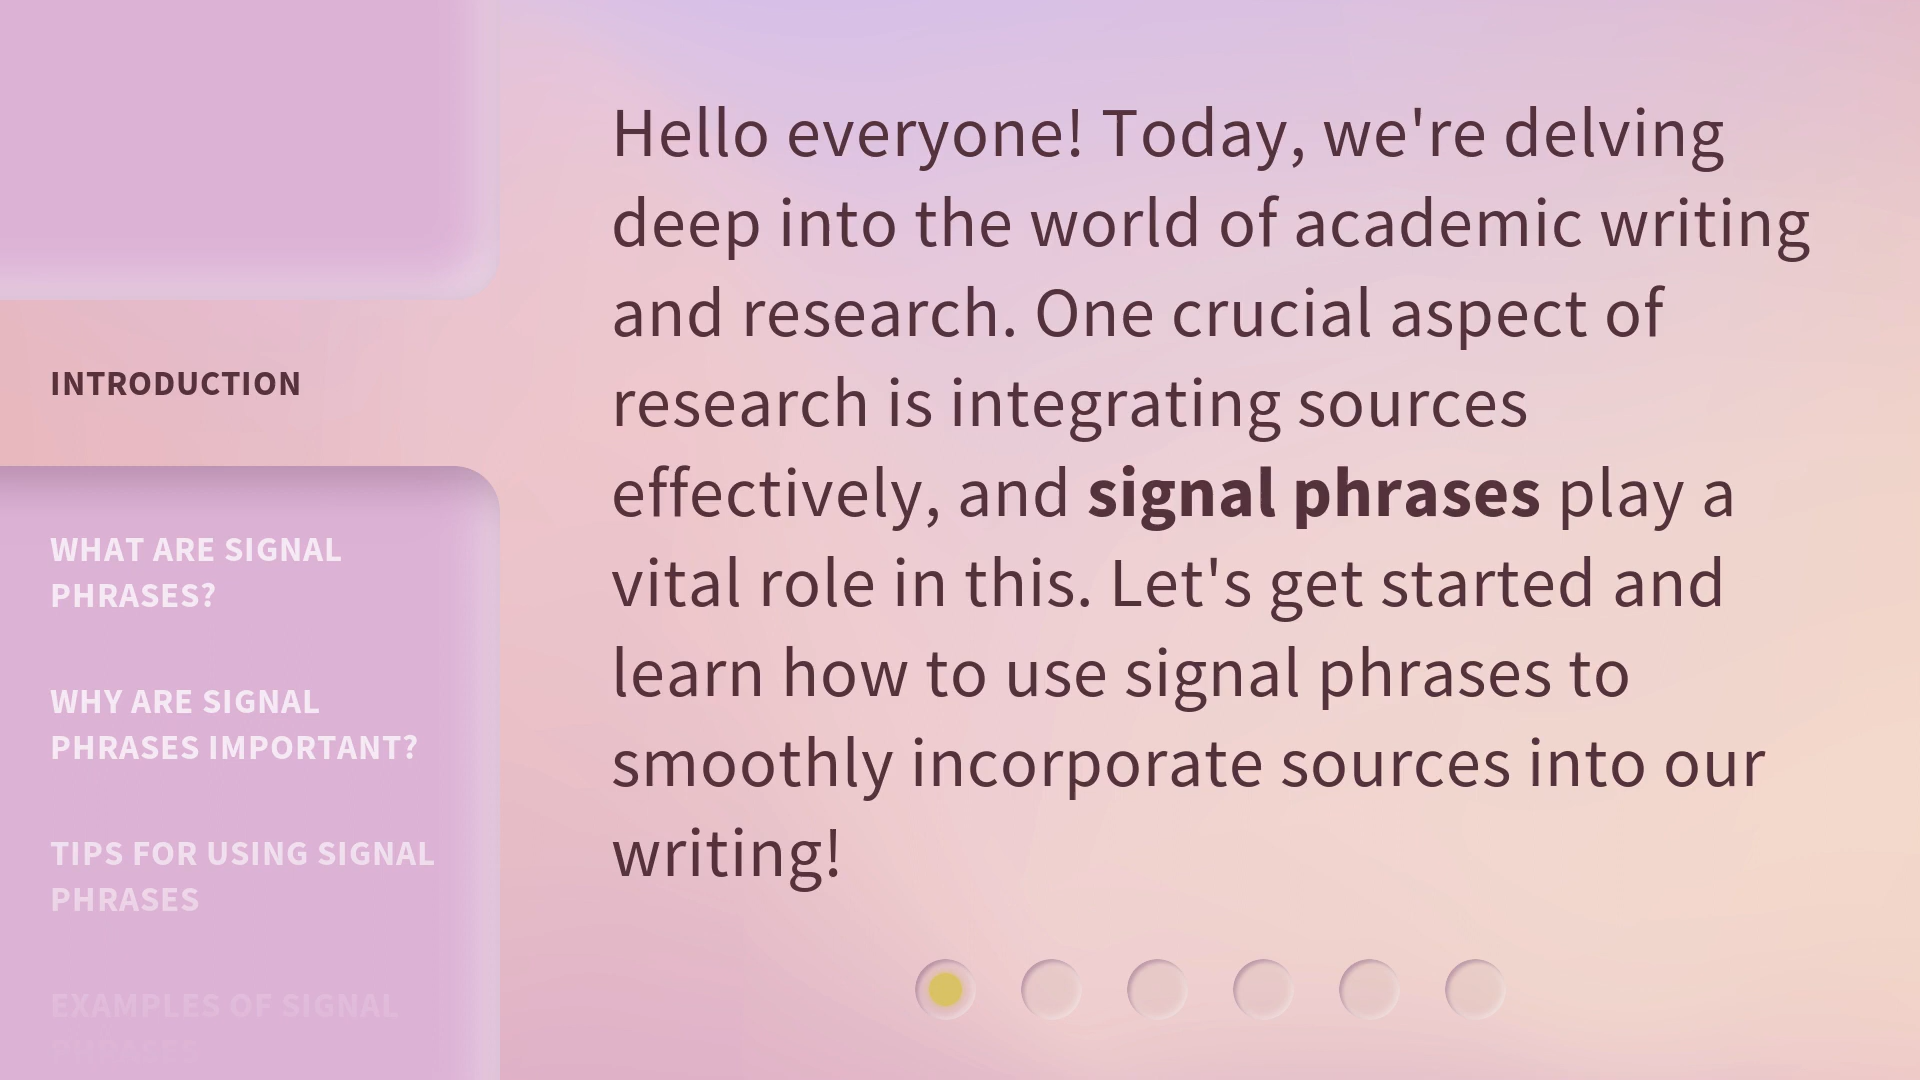 INTRODUCTION
WHAT ARE SIGNAL
PHRASES?
WHY ARE SIGNAL
PHRASES IMPORTANT?
TIPS FOR USING SIGNAL
PHRASES
EXAMPLES OF SIGNAL
PHRASES
Hello everyone! Today, we're delving
deep into the world of academic writing
and research. One crucial aspect of
research is integrating sources
effectively, and signal phrases play a
vital role in this. Let's get started and
learn how to use signal phrases to
smoothly incorporate sources into our
writing!